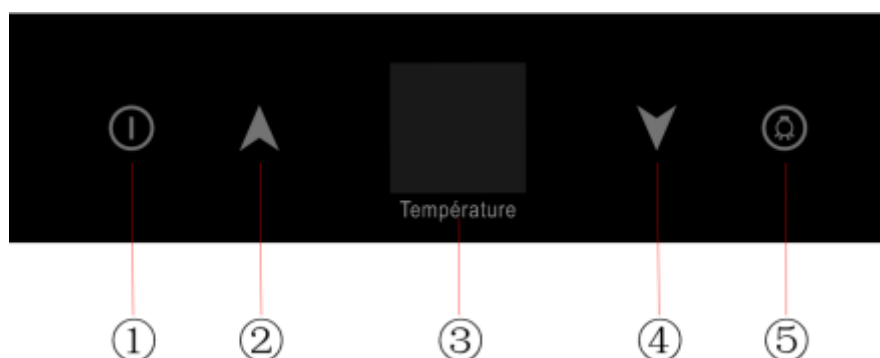 Température
① ② ③ ④ ⑤